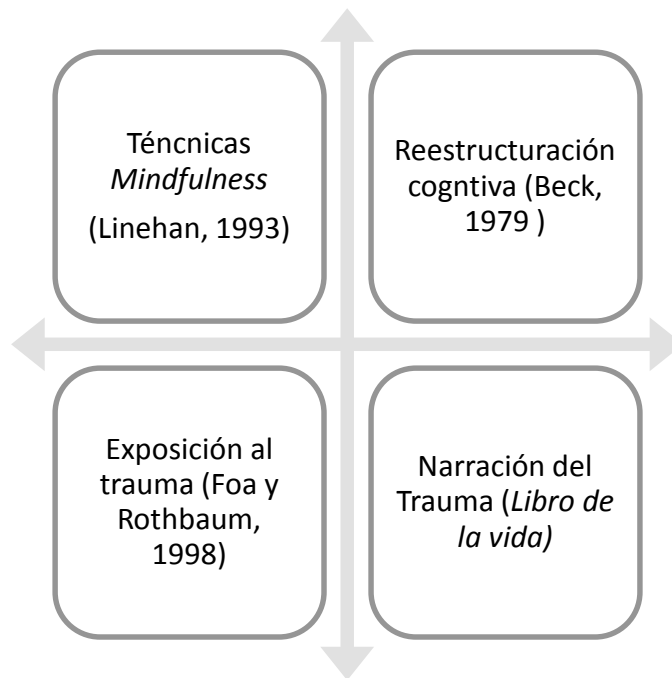 Téncnicas
Mindfulness
(Linehan, 1993)
Reestructuración
cogntiva (Beck,
1979 )
Exposición al
trauma (Foa y
Rothbaum,
1998)
Narración del
Trauma (Libro de
la vida)